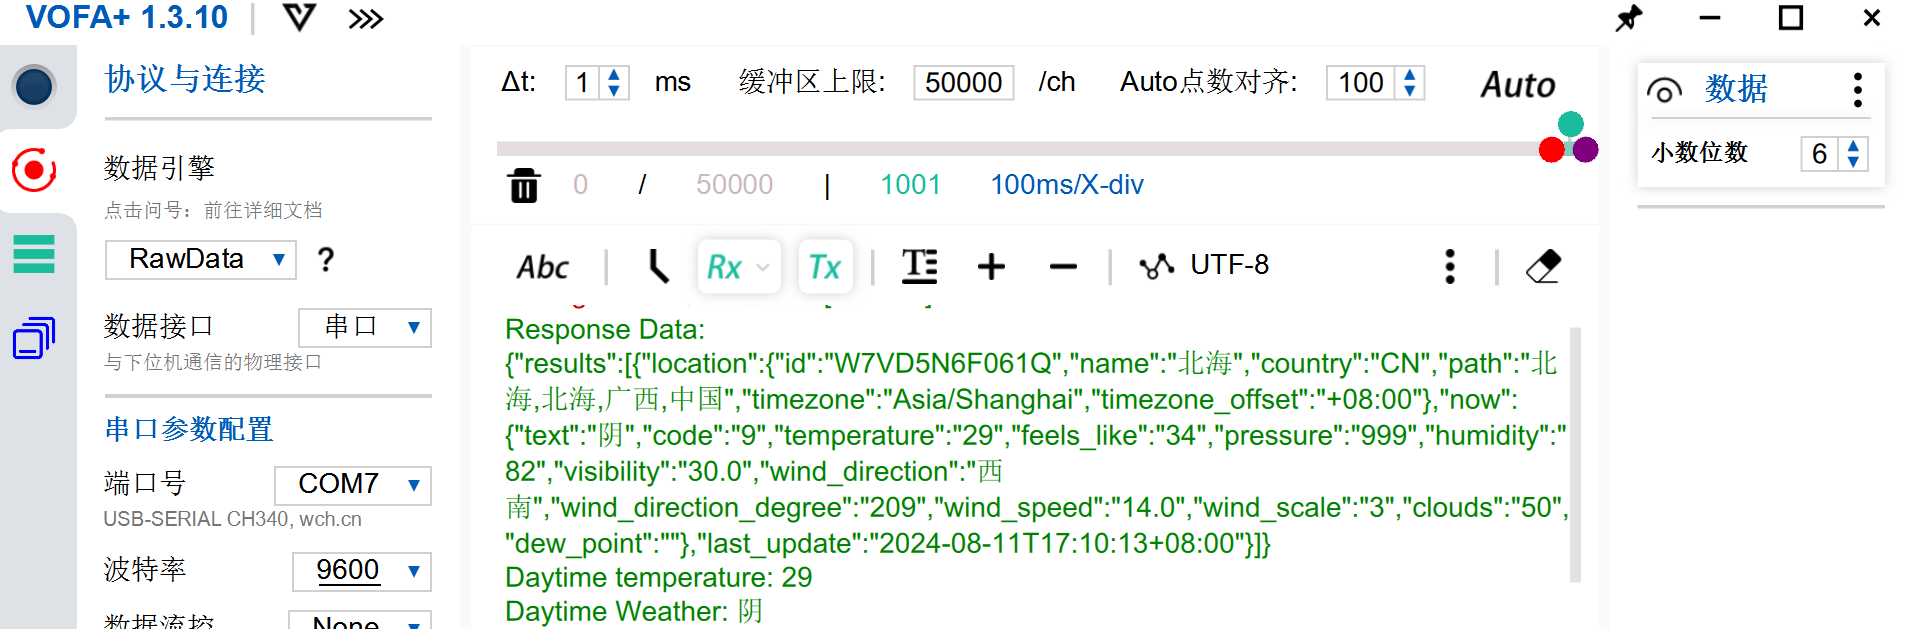 VOFA+ 1.3.10
协议与连接
数据引擎
点击问号：前往详细文档
RawData ?
数据接口 串口
与下位机通信的物理接口
串口参数配置
端口号 COM7
USB-SERIAL CH340, wch.cn
波特率 9600
数据流控 None
Δt: 1 ms 缓冲区上限: 50000 /ch Auto点数对齐: 100 Auto
0 / 50000 | 1001 100ms/X-div
Abc Rx Tx T UTF-8
Response Data:
{"results":[{"location":{"id":"W7VD5N6F061Q","name":"北海","country":"CN","path":"北
海,北海,广西,中国","timezone":"Asia/Shanghai","timezone_offset":"+08:00"},"now":
{"text":"阴","code":"9","temperature":"29","feels_like":"34","pressure":"999","humidity":"
82","visibility":"30.0","wind_direction":"西
南","wind_direction_degree":"209","wind_speed":"14.0","wind_scale":"3","clouds":"50",
"dew_point":""},"last_update":"2024-08-11T17:10:13+08:00"}]}
Daytime temperature: 29
Daytime Weather: 阴
数据
小数位数 6